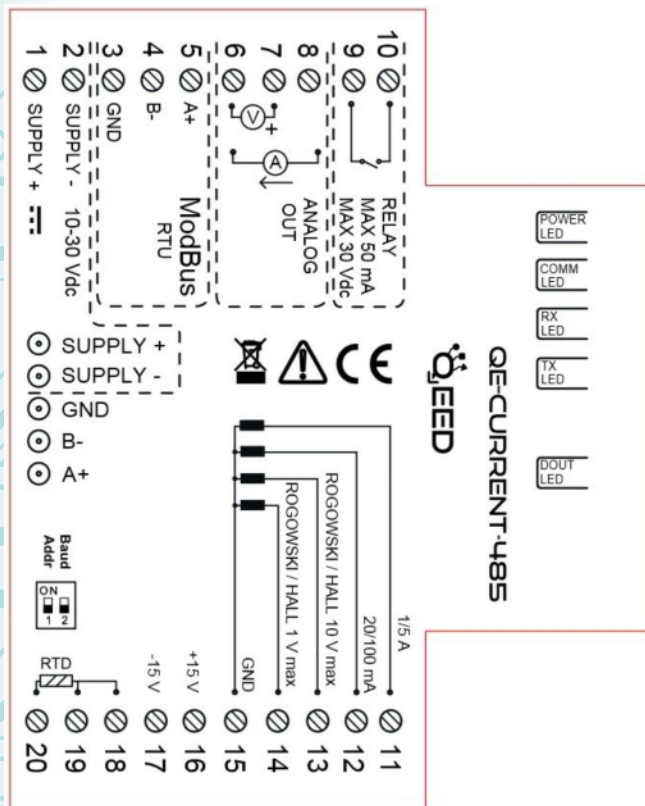 1 2 3 4 5 6 7 8 9 10
SUPPLY +
SUPPLY - 10-30 Vdc
GND
B-
A+
ModBus
RTU
V
+
A
ANALOG
OUT
RELAY
MAX 50 mA
MAX 30 Vdc
SUPPLY +
SUPPLY -
GND
B-
A+
CE
QEED
QE-CURRENT-485
POWER
LED
COMM
LED
RX
LED
TX
LED
DOUT
LED
Baud
Addr
ON
1 2
RTD
-15 V
+15 V
GND
ROGOWSKI / HALL 1 V max
ROGOWSKI / HALL 10 V max
20/100 mA
1/5 A
20 19 18 17 16 15 14 13 12 11